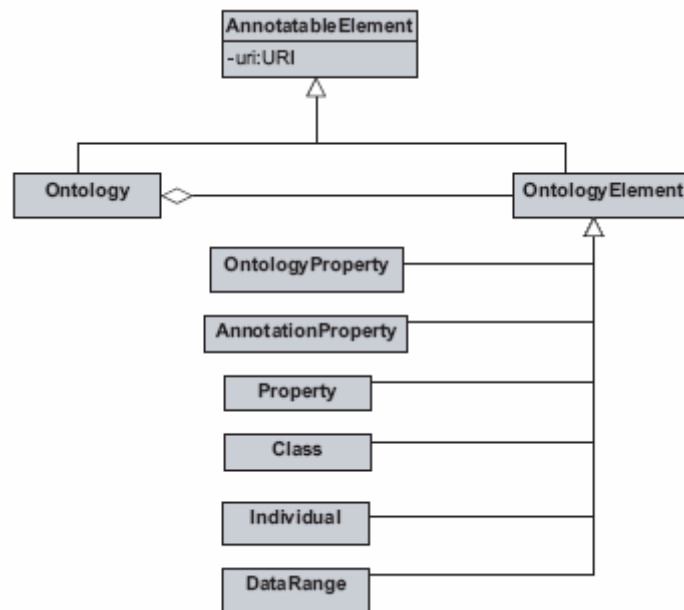 AnnotatableElement
-uri:URI
Ontology
OntologyElement
OntologyProperty
AnnotationProperty
Property
Class
Individual
DataRange